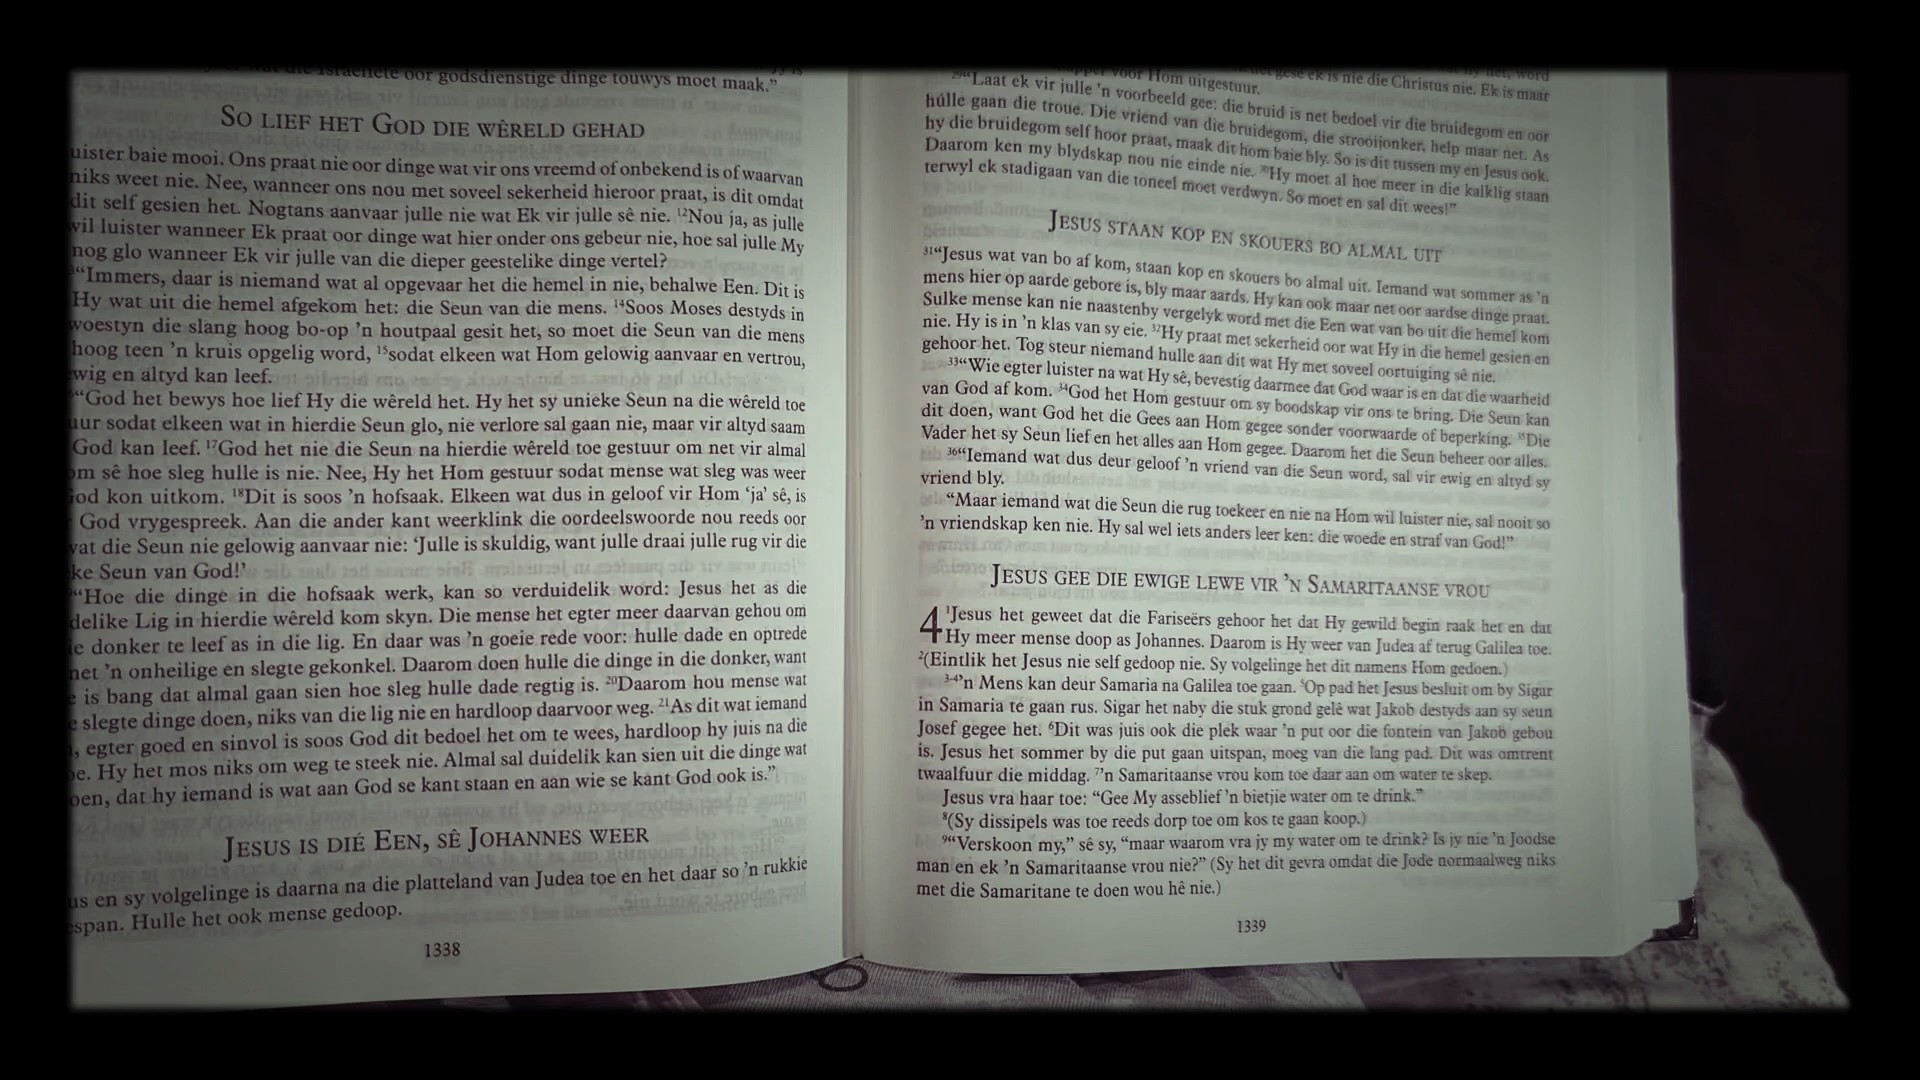 Israeliete oor godsdienstige dinge touwys moet maak.”
SO LIEF HET GOD DIE WÊRELD GEHAD
uister baie mooi. Ons praat nie oor dinge wat vir ons vreemd of onbekend is of waarvan
niks weet nie. Nee, wanneer ons nou met soveel sekerheid hieroor praat, is dit omdat
dit self gesien het. Nogtans aanvaar julle nie wat Ek vir julle sê nie. ¹²Nou ja, as julle
wil luister wanneer Ek praat oor dinge wat hier onder ons gebeur nie, hoe sal julle My
nog glo wanneer Ek vir julle van die dieper geestelike dinge vertel?
“Immers, daar is niemand wat al opgevaar het die hemel in nie, behalwe Een. Dit is
Hy wat uit die hemel afgekom het: die Seun van die mens. ¹⁴Soos Moses destyds in
woestyn die slang hoog bo-op ’n houtpaal gesit het, so moet die Seun van die mens
hoog teen ’n kruis opgelig word, ¹⁵sodat elkeen wat Hom gelowig aanvaar en vertrou,
ewig en altyd kan leef.
“God het bewys hoe lief Hy die wêreld het. Hy het sy unieke Seun na die wêreld toe
uur sodat elkeen wat in hierdie Seun glo, nie verlore sal gaan nie, maar vir altyd saam
God kan leef. ¹⁷God het nie die Seun na hierdie wêreld toe gestuur om net vir almal
om sê hoe sleg hulle is nie. Nee, Hy het Hom gestuur sodat mense wat sleg was weer
God kon uitkom. ¹⁸Dit is soos ’n hofsaak. Elkeen wat dus in geloof vir Hom ‘ja’ sê, is
God vrygespreek. Aan die ander kant weerklink die oordeelswoorde nou reeds oor
wat die Seun nie gelowig aanvaar nie: ‘Julle is skuldig, want julle draai julle rug vir die
ke Seun van God!’
“Hoe die dinge in die hofsaak werk, kan so verduidelik word: Jesus het as die
delike Lig in hierdie wêreld kom skyn. Die mense het egter meer daarvan gehou om
ie donker te leef as in die lig. En daar was ’n goeie rede voor: hulle dade en optrede
net ’n onheilige en slegte gekonkel. Daarom doen hulle die dinge in die donker, want
e is bang dat almal gaan sien hoe sleg hulle dade regtig is. ²⁰Daarom hou mense wat
e slegte dinge doen, niks van die lig nie en hardloop daarvoor weg. ²¹As dit wat iemand
, egter goed en sinvol is soos God dit bedoel het om te wees, hardloop hy juis na die
oe. Hy het mos niks om weg te steek nie. Almal sal duidelik kan sien uit die dinge wat
oen, dat hy iemand is wat aan God se kant staan en aan wie se kant God ook is.”
JESUS IS DIÉ EEN, SÊ JOHANNES WEER
us en sy volgelinge is daarna na die platteland van Judea toe en het daar so ’n rukkie
espan. Hulle het ook mense gedoop.
1338
gesê ek is nie die Christus nie. Ek is maar
voor Hom uitgestuur.
²⁹“Laat ek vir julle ’n voorbeeld gee: die bruid is net bedoel vir die bruidegom en oor
húlle gaan die troue. Die vriend van die bruidegom, die strooijonker, help maar net. As
hy die bruidegom self hoor praat, maak dit hom baie bly. So is dit tussen my en Jesus ook.
Daarom ken my blydskap nou nie einde nie. ³⁰Hy moet al hoe meer in die kalklig staan
terwyl ek stadigaan van die toneel moet verdwyn. So moet en sal dit wees!”
JESUS STAAN KOP EN SKOUERS BO ALMAL UIT
³¹“Jesus wat van bo af kom, staan kop en skouers bo almal uit. Iemand wat sommer as ’n
mens hier op aarde gebore is, bly maar aards. Hy kan ook maar net oor aardse dinge praat.
Sulke mense kan nie naastenby vergelyk word met die Een wat van bo uit die hemel kom
nie. Hy is in ’n klas van sy eie. ³²Hy praat met sekerheid oor wat Hy in die hemel gesien en
gehoor het. Tog steur niemand hulle aan dit wat Hy met soveel oortuiging sê nie.
³³“Wie egter luister na wat Hy sê, bevestig daarmee dat God waar is en dat die waarheid
van God af kom. ³⁴God het Hom gestuur om sy boodskap vir ons te bring. Die Seun kan
dit doen, want God het die Gees aan Hom gegee sonder voorwaarde of beperking. ³⁵Die
Vader het sy Seun lief en het alles aan Hom gegee. Daarom het die Seun beheer oor alles.
³⁶“Iemand wat dus deur geloof ’n vriend van die Seun word, sal vir ewig en altyd sy
vriend bly.
“Maar iemand wat die Seun die rug toekeer en nie na Hom wil luister nie, sal nooit so
’n vriendskap ken nie. Hy sal wel iets anders leer ken: die woede en straf van God!”
JESUS GEE DIE EWIGE LEWE VIR ’N SAMARITAANSE VROU
4 ¹Jesus het geweet dat die Fariseërs gehoor het dat Hy gewild begin raak het en dat
Hy meer mense doop as Johannes. Daarom is Hy weer van Judea af terug Galilea toe.
²(Eintlik het Jesus nie self gedoop nie. Sy volgelinge het dit namens Hom gedoen.)
³⁻⁴’n Mens kan deur Samaria na Galilea toe gaan. ⁵Op pad het Jesus besluit om by Sigar
in Samaria te gaan rus. Sigar het naby die stuk grond gelê wat Jakob destyds aan sy seun
Josef gegee het. ⁶Dit was juis ook die plek waar ’n put oor die fontein van Jakob gebou
is. Jesus het sommer by die put gaan uitspan, moeg van die lang pad. Dit was omtrent
twaalfuur die middag. ⁷’n Samaritaanse vrou kom toe daar aan om water te skep.
Jesus vra haar toe: “Gee My asseblief ’n bietjie water om te drink.”
⁸(Sy dissipels was toe reeds dorp toe om kos te gaan koop.)
⁹“Verskoon my,” sê sy, “maar waarom vra jy my water om te drink? Is jy nie ’n Joodse
man en ek ’n Samaritaanse vrou nie?” (Sy het dit gevra omdat die Jode normaalweg niks
met die Samaritane te doen wou hê nie.)
1339